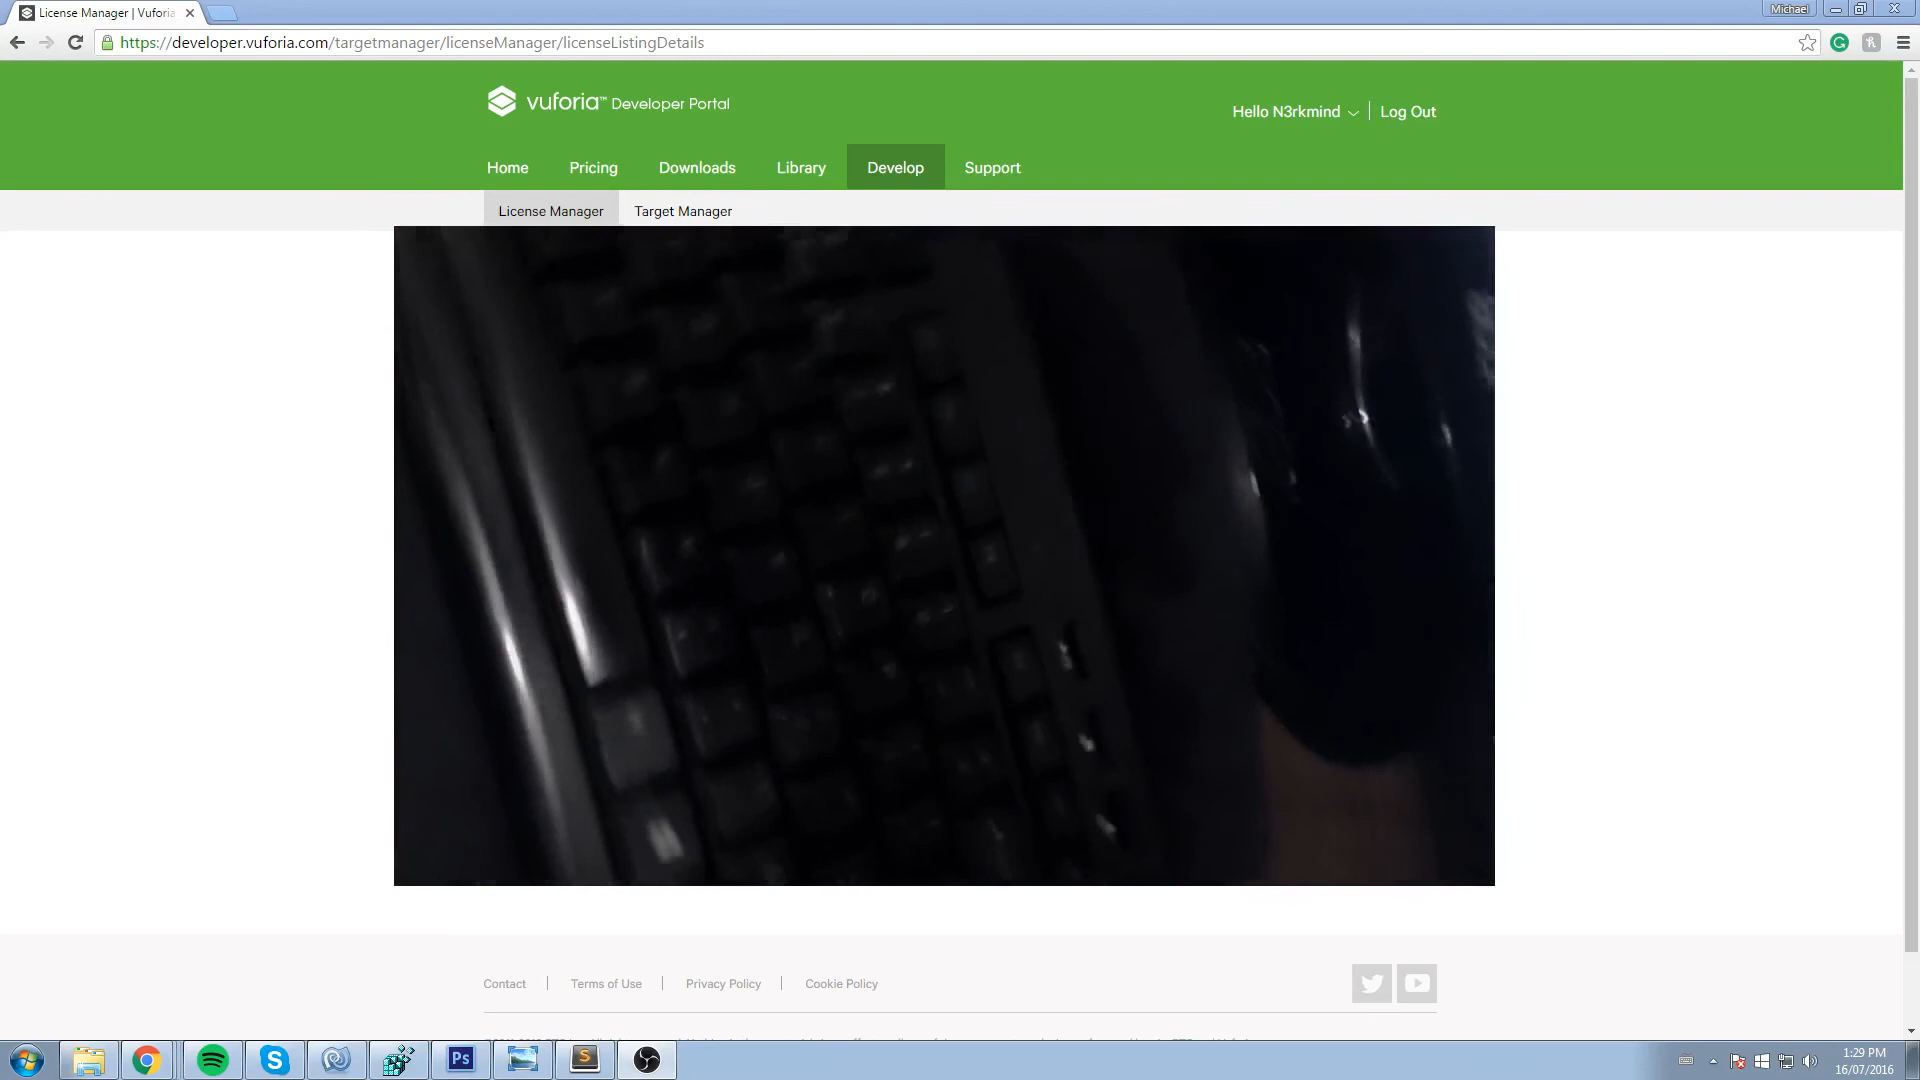 License Manager | Vuforia
Michael
https://developer.vuforia.com/targetmanager/licenseManager/licenseListingDetails
vuforia™ Developer Portal
Hello N3rkmind
Log Out
Home
Pricing
Downloads
Library
Develop
Support
License Manager
Target Manager
Contact
Terms of Use
Privacy Policy
Cookie Policy
Ps
S
1:29 PM
16/07/2016